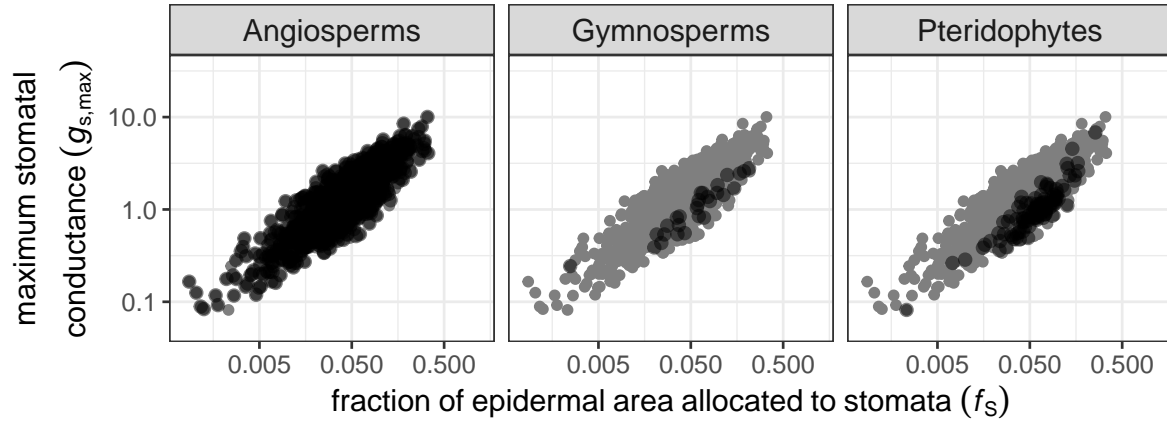 Angiosperms
Gymnosperms
Pteridophytes
maximum stomatal
conductance (gs,max)
10.0
1.0
0.1
0.005 0.050 0.500
0.005 0.050 0.500
0.005 0.050 0.500
fraction of epidermal area allocated to stomata (fS)